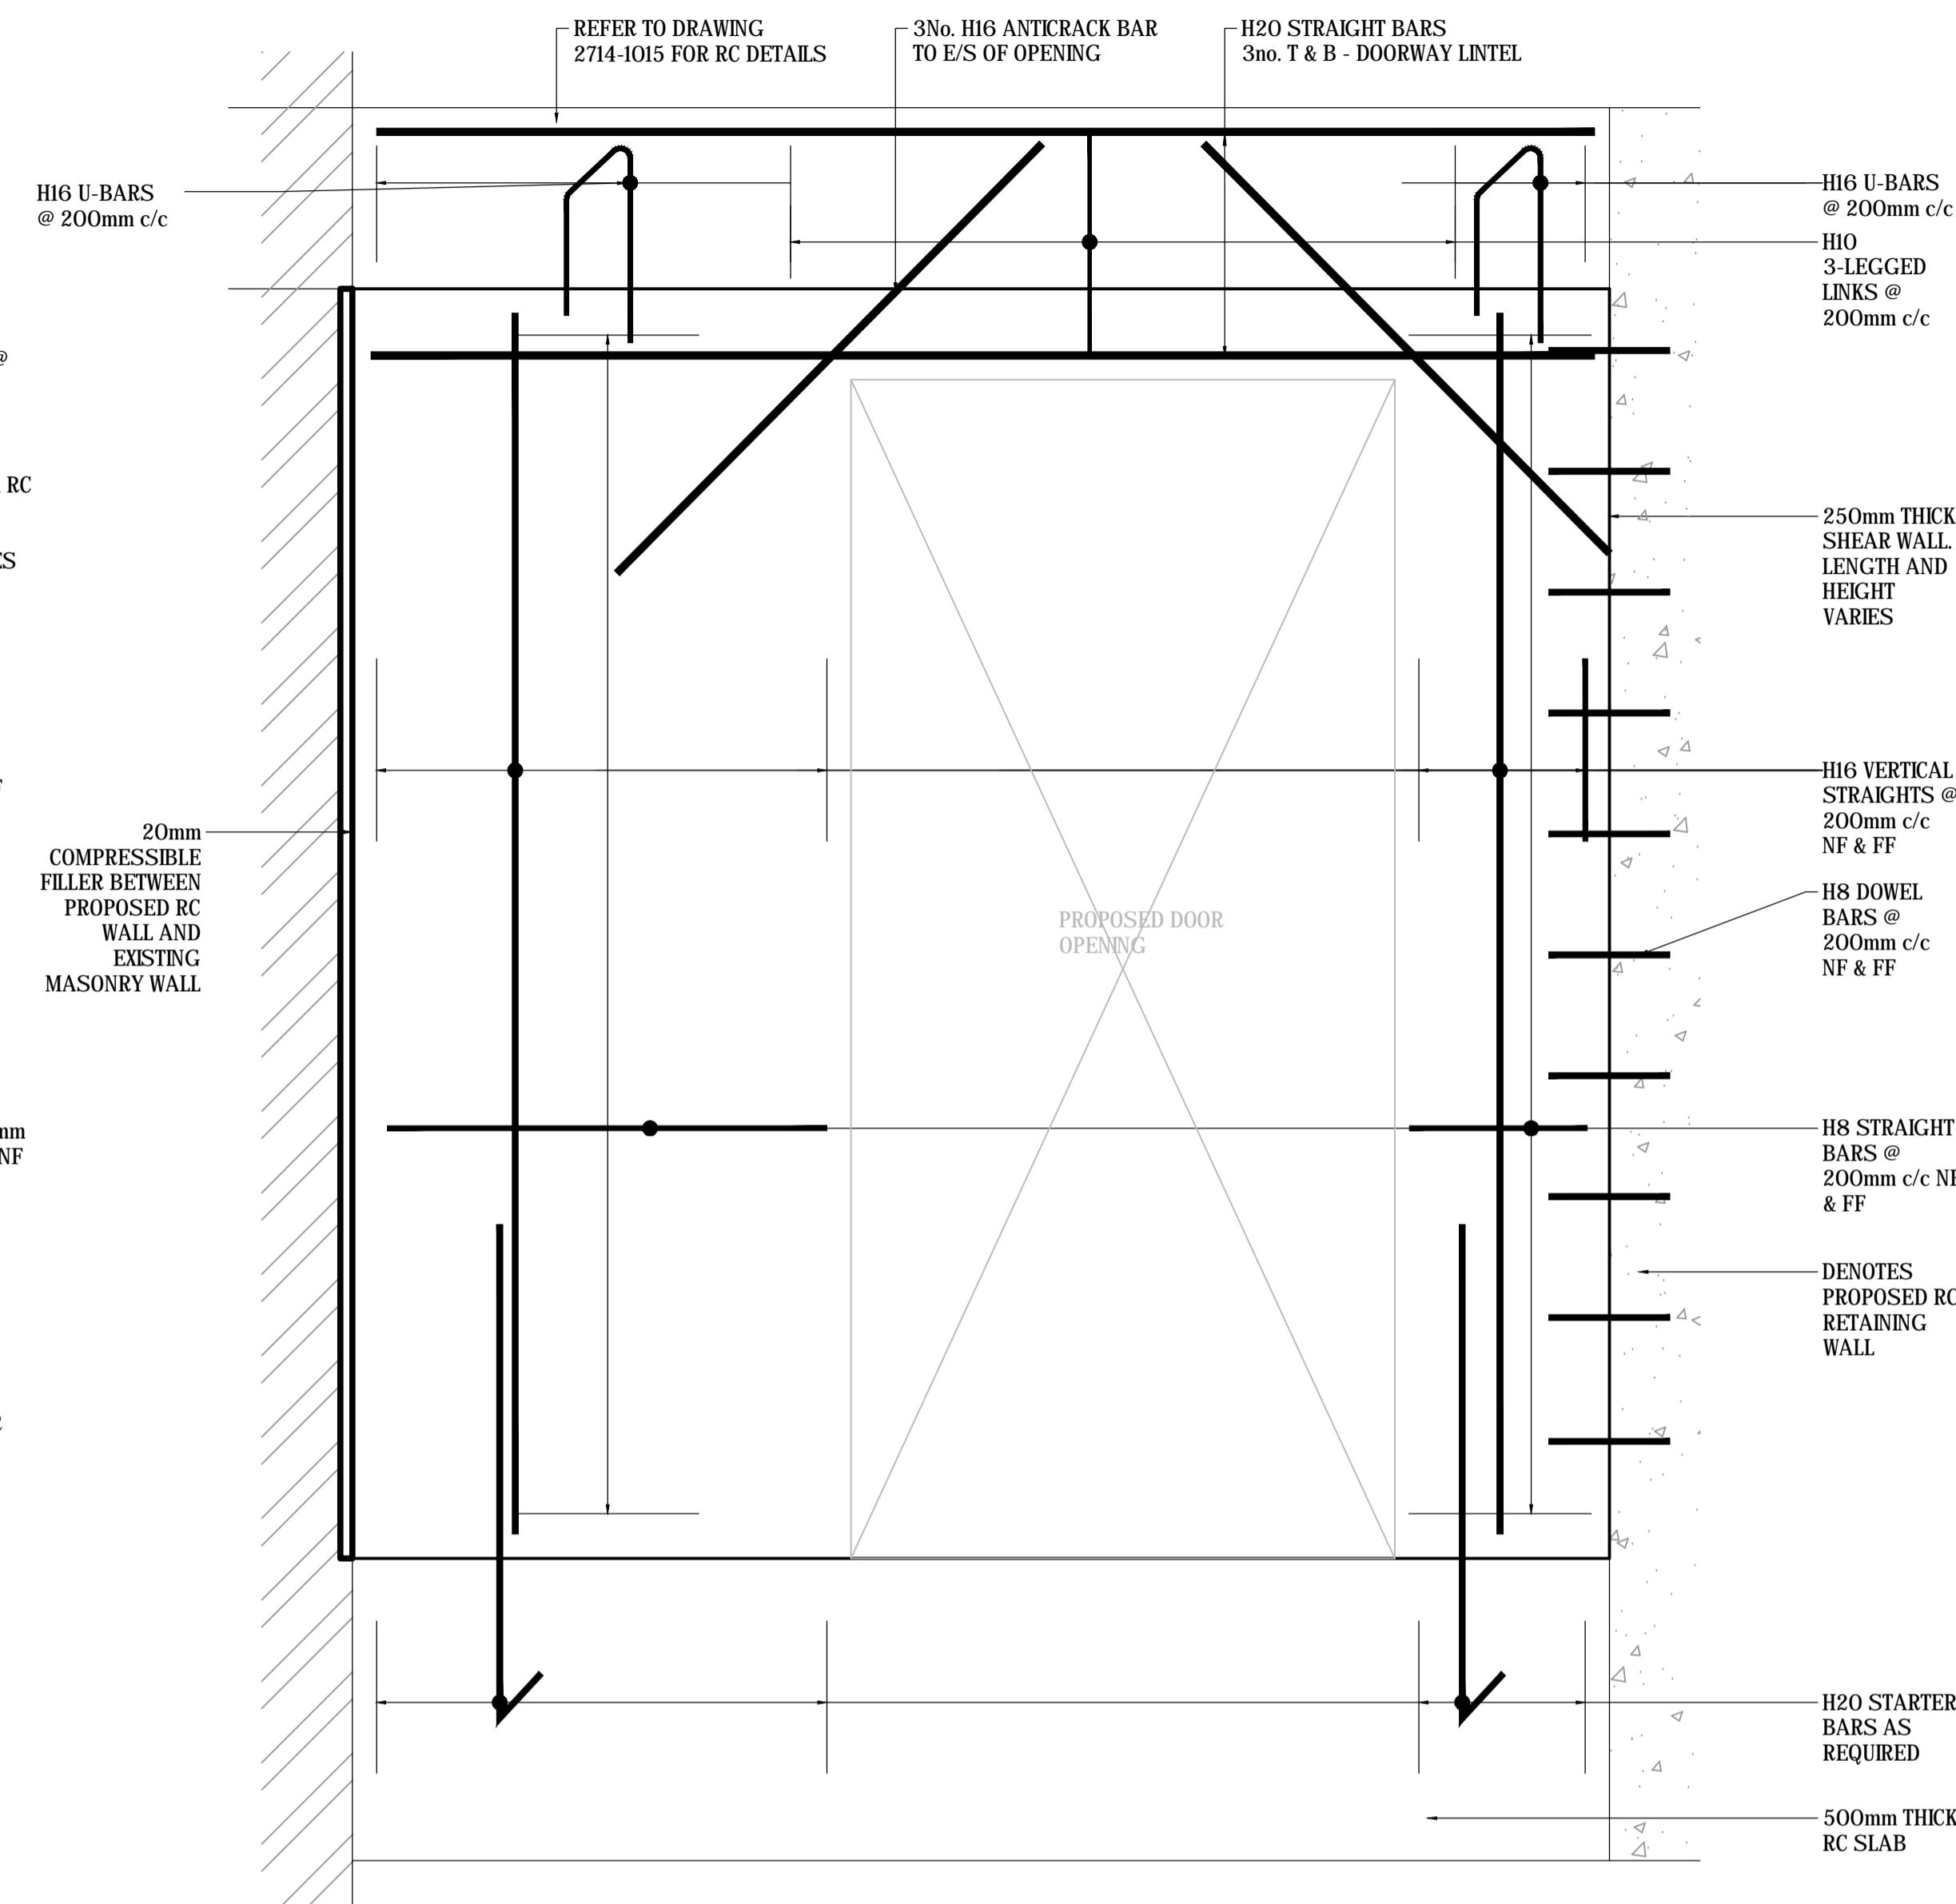 REFER TO DRAWING
2714-1015 FOR RC DETAILS
3No. H16 ANTICRACK BAR
TO E/S OF OPENING
H20 STRAIGHT BARS
3no. T & B - DOORWAY LINTEL
H16 U-BARS
@ 200mm c/c
H16 U-BARS
@ 200mm c/c
H10
3-LEGGED
LINKS @
200mm c/c
@
RC
250mm THICK
SHEAR WALL.
LENGTH AND
HEIGHT
VARIES
H16 VERTICAL
STRAIGHTS @
200mm c/c
NF & FF
20mm
COMPRESSIBLE
FILLER BETWEEN
PROPOSED RC
WALL AND
EXISTING
MASONRY WALL
PROPOSED DOOR
OPENING
H8 DOWEL
BARS @
200mm c/c
NF & FF
NF
H8 STRAIGHT
BARS @
200mm c/c NF
& FF
DENOTES
PROPOSED RC
RETAINING
WALL
H20 STARTER
BARS AS
REQUIRED
500mm THICK
RC SLAB